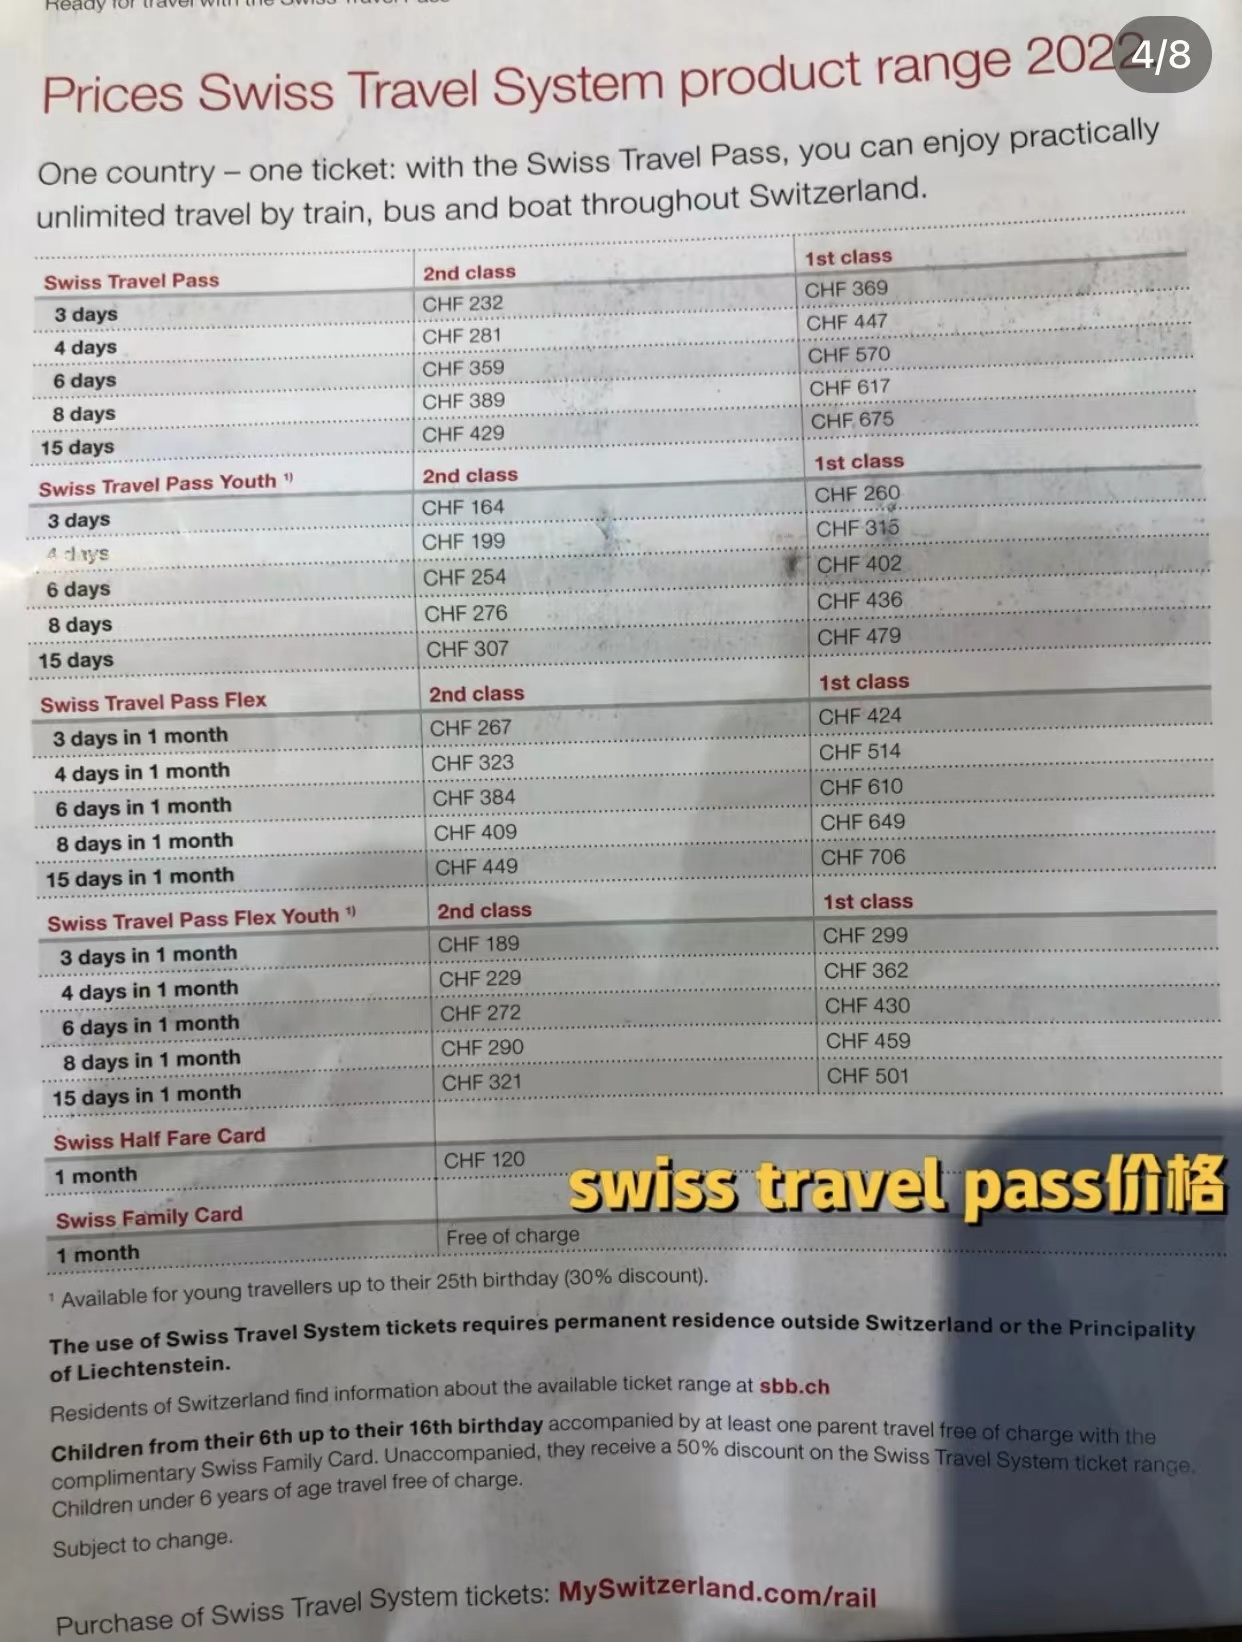 Ready for travel with the Swiss Travel Pass
4/8
Prices Swiss Travel System product range 2022
One country – one ticket: with the Swiss Travel Pass, you can enjoy practically
unlimited travel by train, bus and boat throughout Switzerland.
Swiss Travel Pass 2nd class 1st class
3 days CHF 232 CHF 369
4 days CHF 281 CHF 447
6 days CHF 359 CHF 570
8 days CHF 389 CHF 617
15 days CHF 429 CHF 675
Swiss Travel Pass Youth ¹⁾ 2nd class 1st class
3 days CHF 164 CHF 260
4 days CHF 199 CHF 315
6 days CHF 254 CHF 402
8 days CHF 276 CHF 436
15 days CHF 307 CHF 479
Swiss Travel Pass Flex 2nd class 1st class
3 days in 1 month CHF 267 CHF 424
4 days in 1 month CHF 323 CHF 514
6 days in 1 month CHF 384 CHF 610
8 days in 1 month CHF 409 CHF 649
15 days in 1 month CHF 449 CHF 706
Swiss Travel Pass Flex Youth ¹⁾ 2nd class 1st class
3 days in 1 month CHF 189 CHF 299
4 days in 1 month CHF 229 CHF 362
6 days in 1 month CHF 272 CHF 430
8 days in 1 month CHF 290 CHF 459
15 days in 1 month CHF 321 CHF 501
Swiss Half Fare Card
1 month CHF 120
swiss travel pass价格
Swiss Family Card
1 month Free of charge
¹ Available for young travellers up to their 25th birthday (30% discount).
The use of Swiss Travel System tickets requires permanent residence outside Switzerland or the Principality
of Liechtenstein.
Residents of Switzerland find information about the available ticket range at sbb.ch
Children from their 6th up to their 16th birthday accompanied by at least one parent travel free of charge with the
complimentary Swiss Family Card. Unaccompanied, they receive a 50% discount on the Swiss Travel System ticket range.
Children under 6 years of age travel free of charge.
Subject to change.
Purchase of Swiss Travel System tickets: MySwitzerland.com/rail